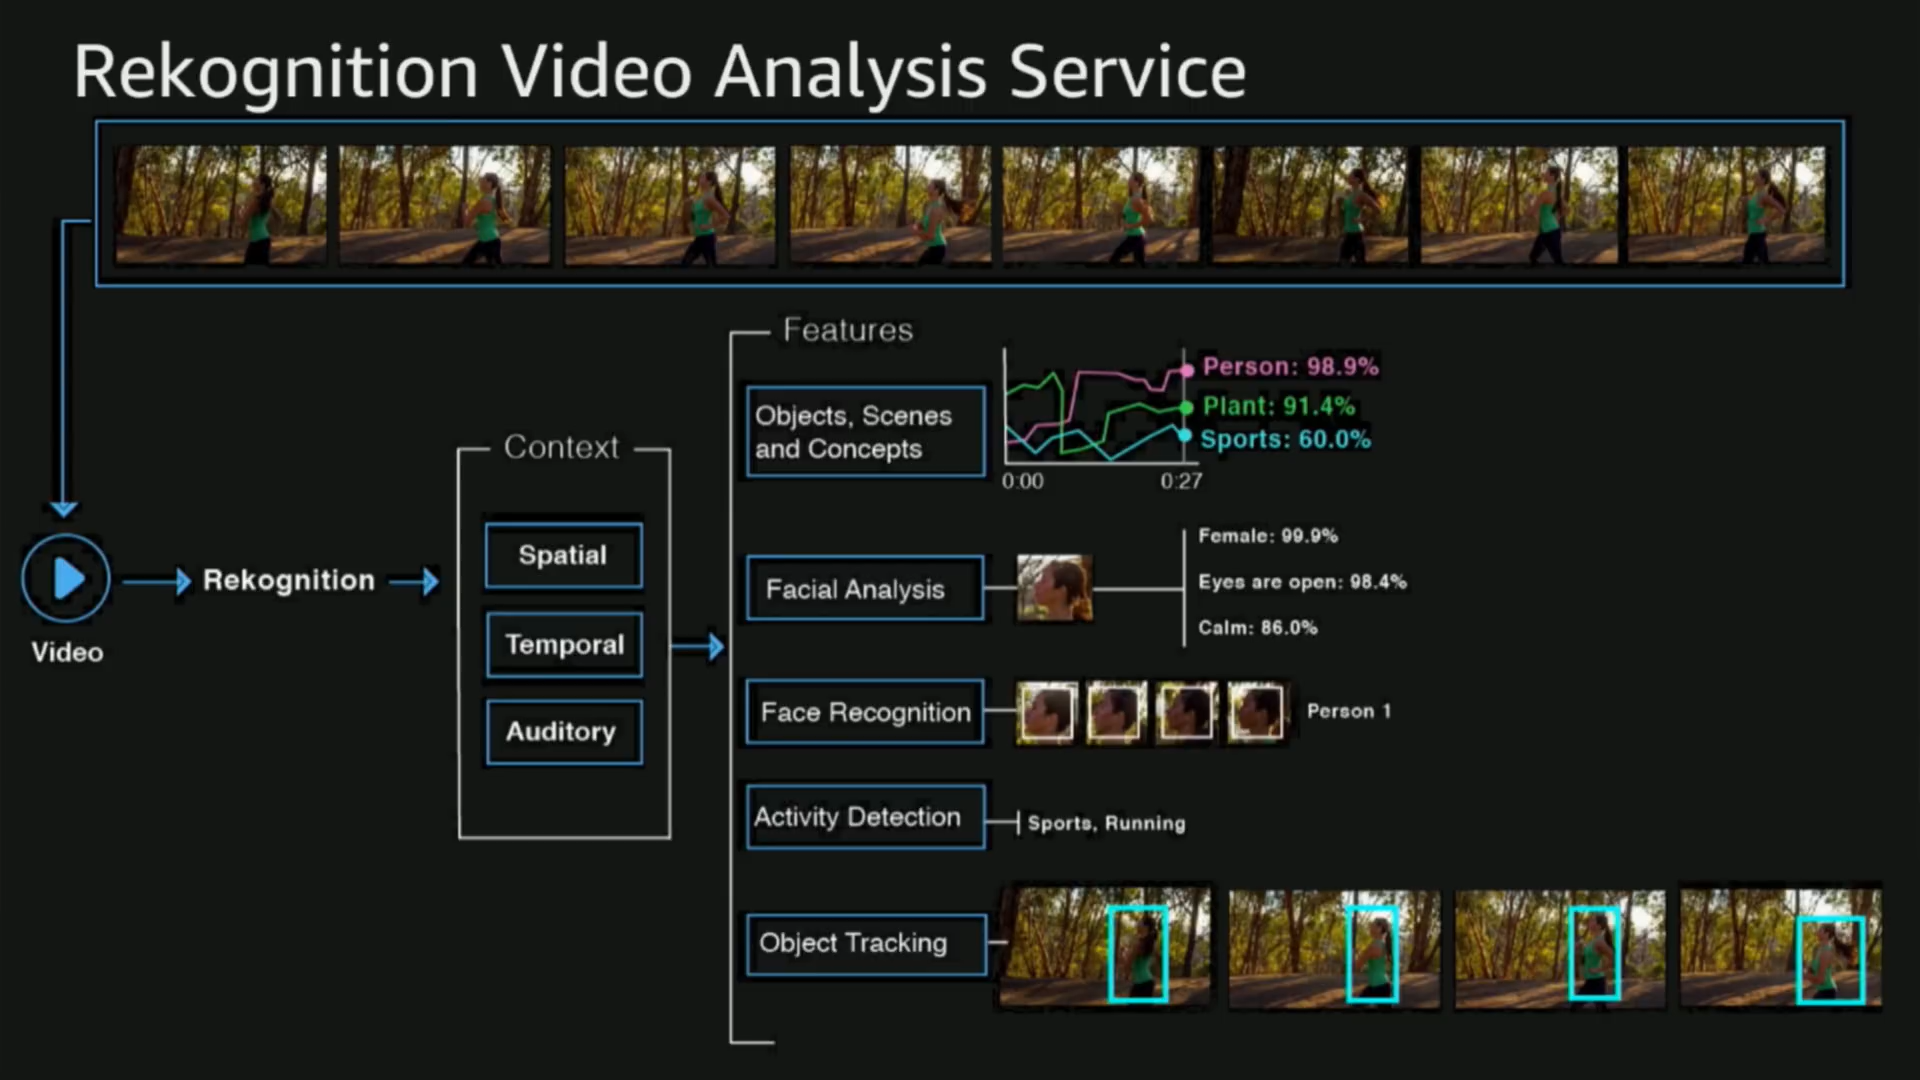 Rekognition Video Analysis Service
Features
Objects, Scenes
and Concepts
Person: 98.9%
Plant: 91.4%
Sports: 60.0%
0:00
0:27
Context
Spatial
Temporal
Auditory
Rekognition
Video
Facial Analysis
Female: 99.9%
Eyes are open: 98.4%
Calm: 86.0%
Face Recognition
Person 1
Activity Detection
Sports, Running
Object Tracking